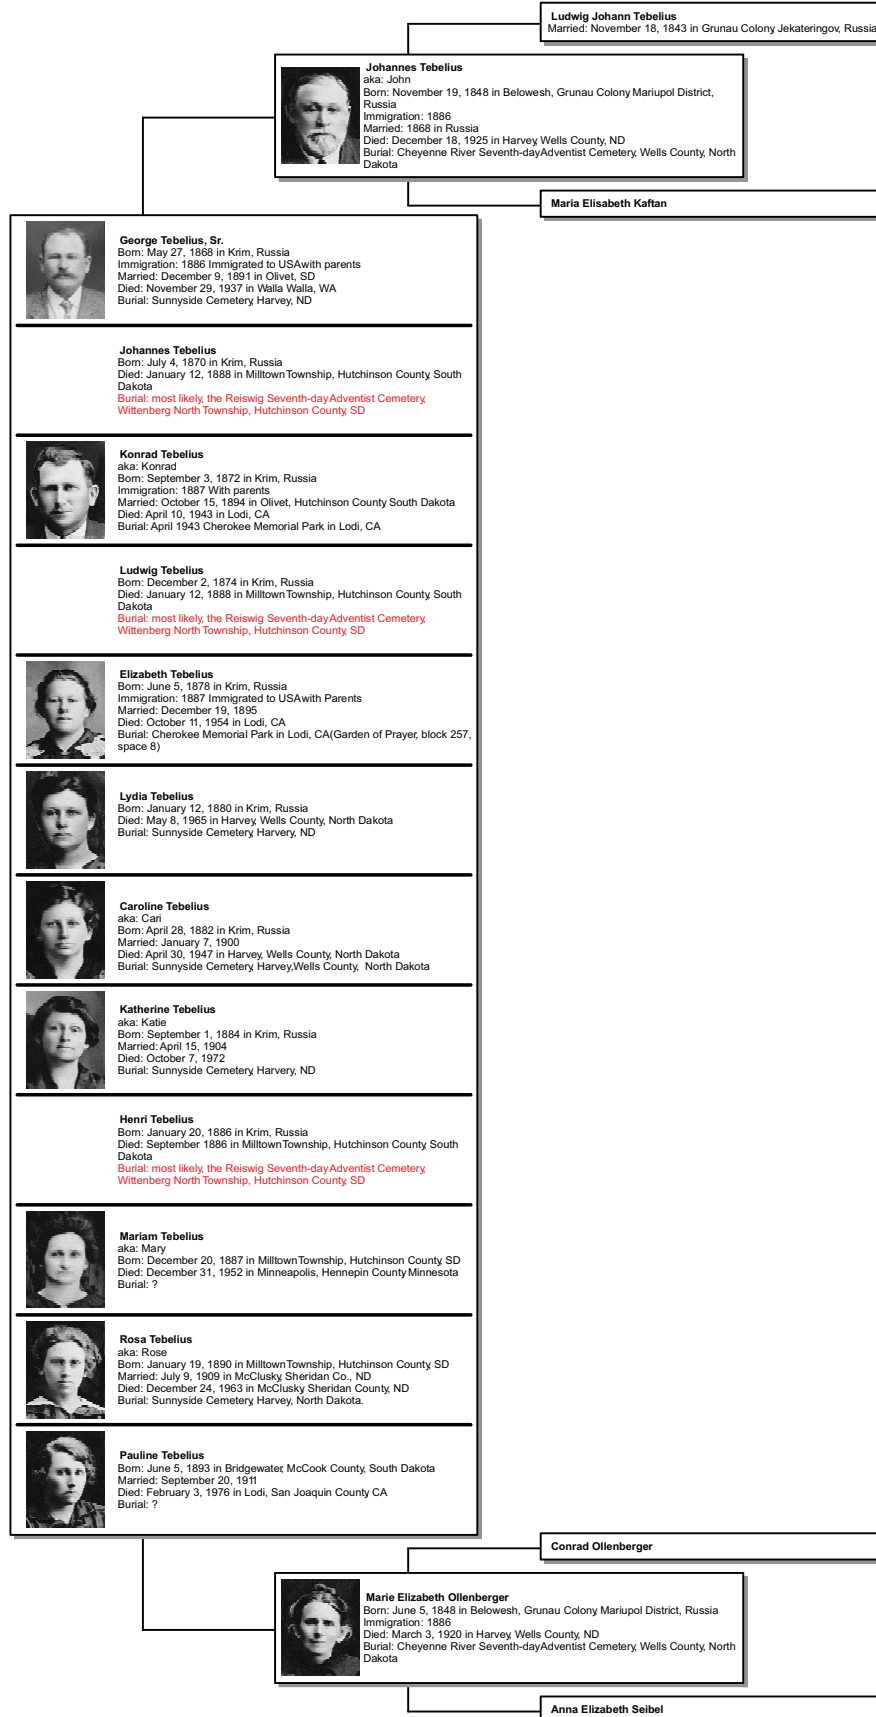 Ludwig Johann Tebelius
Married: November 18, 1843 in Grunau Colony, Jekateringov, Russia
Johannes Tebelius
aka: John
Born: November 19, 1848 in Belowesh, Grunau Colony, Mariupol District,
Russia
Immigration: 1886
Married: 1868 in Russia
Died: December 18, 1925 in Harvey, Wells County, ND
Burial: Cheyenne River Seventh-day Adventist Cemetery, Wells County, North
Dakota
Maria Elisabeth Kaftan
George Tebelius, Sr.
Born: May 27, 1868 in Krim, Russia
Immigration: 1886 Immigrated to USA with parents
Married: December 9, 1891 in Olivet, SD
Died: November 29, 1937 in Walla Walla, WA
Burial: Sunnyside Cemetery, Harvey, ND
Johannes Tebelius
Born: July 4, 1870 in Krim, Russia
Died: January 12, 1888 in Milltown Township, Hutchinson County, South
Dakota
Burial: most likely, the Reiswig Seventh-day Adventist Cemetery,
Wittenberg North Township, Hutchinson County, SD
Konrad Tebelius
aka: Konrad
Born: September 3, 1872 in Krim, Russia
Immigration: 1887 With parents
Married: October 15, 1894 in Olivet, Hutchinson County, South Dakota
Died: April 10, 1943 in Lodi, CA
Burial: April 1943 Cherokee Memorial Park in Lodi, CA
Ludwig Tebelius
Born: December 2, 1874 in Krim, Russia
Died: January 12, 1888 in Milltown Township, Hutchinson County, South
Dakota
Burial: most likely, the Reiswig Seventh-day Adventist Cemetery,
Wittenberg North Township, Hutchinson County, SD
Elizabeth Tebelius
Born: June 5, 1878 in Krim, Russia
Immigration: 1887 Immigrated to USA with Parents
Married: December 19, 1895
Died: October 11, 1954 in Lodi, CA
Burial: Cherokee Memorial Park in Lodi, CA(Garden of Prayer, block 257,
space 8)
Lydia Tebelius
Born: January 12, 1880 in Krim, Russia
Died: May 8, 1965 in Harvey, Wells County, North Dakota
Burial: Sunnyside Cemetery, Harvery, ND
Caroline Tebelius
aka: Cari
Born: April 28, 1882 in Krim, Russia
Married: January 7, 1900
Died: April 30, 1947 in Harvey, Wells County, North Dakota
Burial: Sunnyside Cemetery, Harvey,Wells County, North Dakota
Katherine Tebelius
aka: Katie
Born: September 1, 1884 in Krim, Russia
Married: April 15, 1904
Died: October 7, 1972
Burial: Sunnyside Cemetery, Harvery, ND
Henri Tebelius
Born: January 20, 1886 in Krim, Russia
Died: September 1886 in Milltown Township, Hutchinson County, South
Dakota
Burial: most likely, the Reiswig Seventh-day Adventist Cemetery,
Wittenberg North Township, Hutchinson County, SD
Mariam Tebelius
aka: Mary
Born: December 20, 1887 in Milltown Township, Hutchinson County, SD
Died: December 31, 1952 in Minneapolis, Hennepin County, Minnesota
Burial: ?
Rosa Tebelius
aka: Rose
Born: January 19, 1890 in Milltown Township, Hutchinson County, SD
Married: July 9, 1909 in McClusky, Sheridan Co., ND
Died: December 24, 1963 in McClusky, Sheridan County, ND
Burial: Sunnyside Cemetery, Harvey, North Dakota.
Pauline Tebelius
Born: June 5, 1893 in Bridgewater, McCook County, South Dakota
Married: September 20, 1911
Died: February 3, 1976 in Lodi, San Joaquin County, CA
Burial: ?
Conrad Ollenberger
Marie Elizabeth Ollenberger
Born: June 5, 1848 in Belowesh, Grunau Colony, Mariupol District, Russia
Immigration: 1886
Died: March 3, 1920 in Harvey, Wells County, ND
Burial: Cheyenne River Seventh-day Adventist Cemetery, Wells County, North
Dakota
Anna Elizabeth Seibel